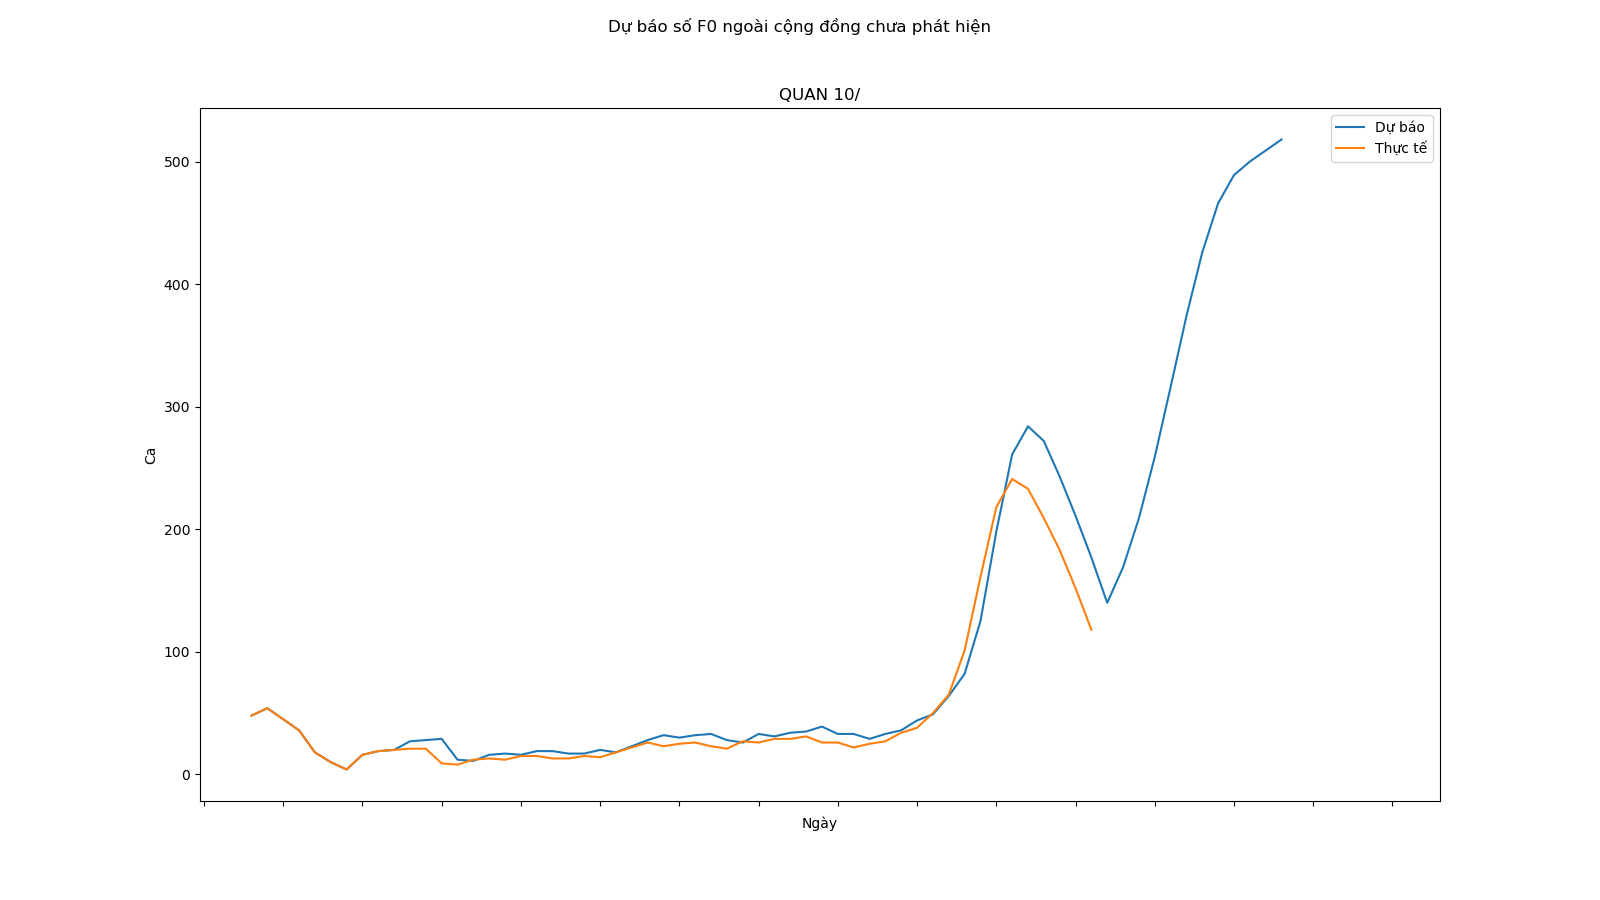 Dự báo số F0 ngoài cộng đồng chưa phát hiện
QUAN 10/
Dự báo
Thực tế
500
400
300
200
100
0
Ca
Ngày